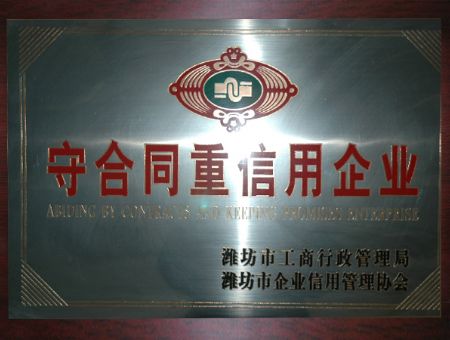 守合同重信用企业
ABIDING BY CONTRACTS AND KEEPING PROMISES ENTERPRISE
潍坊市工商行政管理局
潍坊市企业信用管理协会